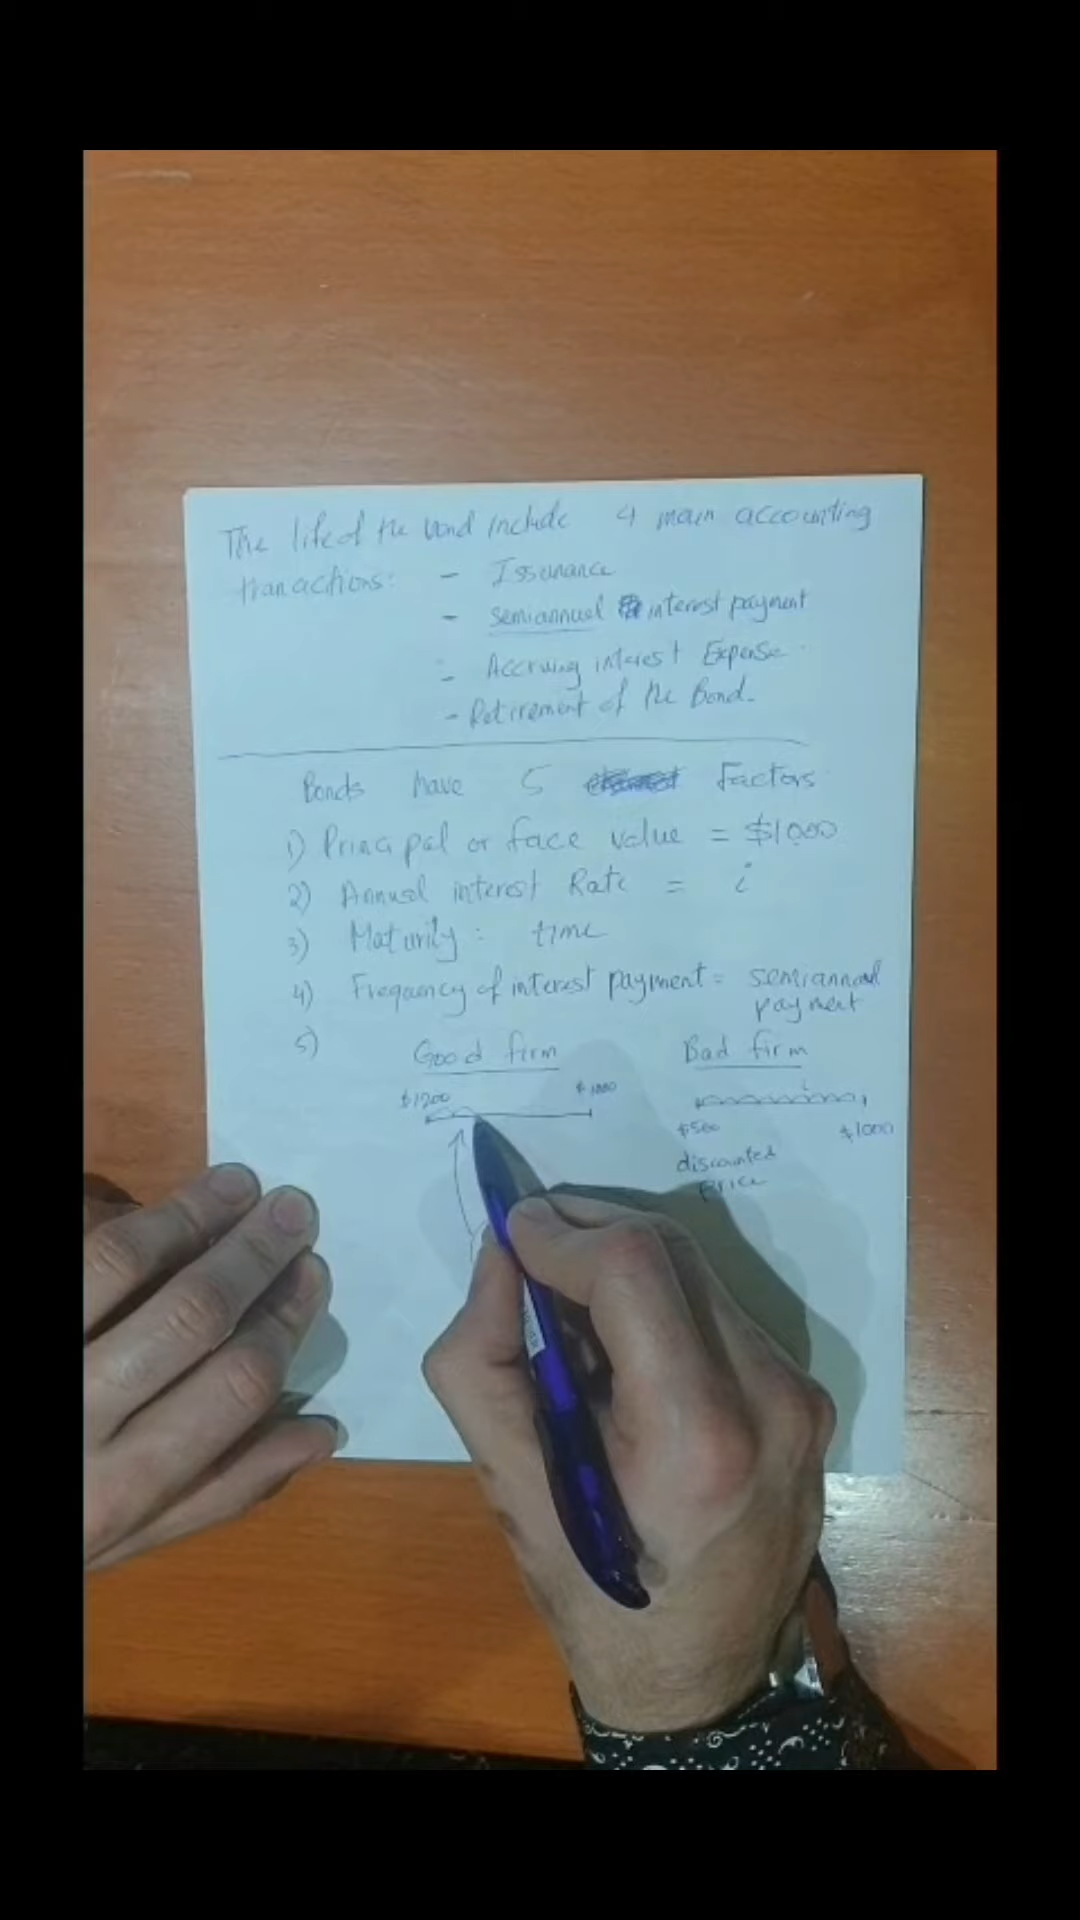 The life of the bond include 4 main accounting
tranactions: - Issunance
- semiannual interest payment
- Accruing interest Expense
- Retirement of the Bond.
Bonds have 5 factors
1) Principal or face value = $1000
2) Annual interest Rate = i
3) Maturity: time
4) Frequency of interest payment = semiannual
payment
5) Good firm Bad firm
$1200 $1000
$500 $1000
discounted
price